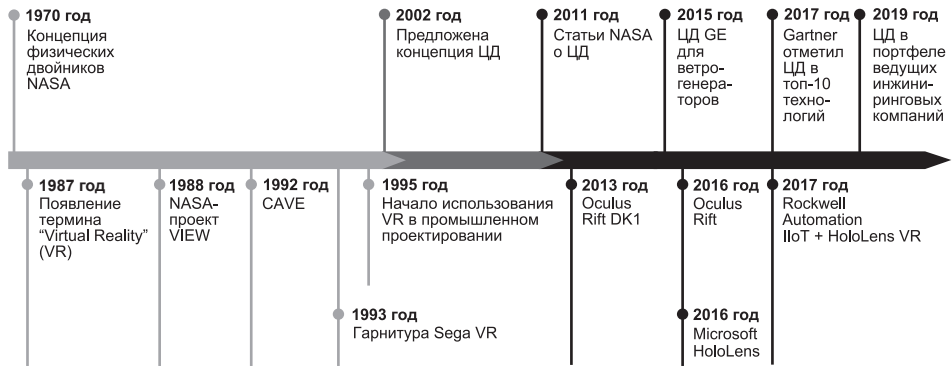 1970 год
Концепция
физических
двойников
NASA
2002 год
Предложена
концепция ЦД
2011 год
Статьи NASA
о ЦД
2015 год
ЦД GE
для
ветро-
генера-
торов
2017 год
Gartner
отметил
ЦД в
топ-10
техно-
логий
2019 год
ЦД в
портфеле
ведущих
инжини-
ринговых
компаний
1987 год
Появление
термина
“Virtual Reality”
(VR)
1988 год
NASA-
проект
VIEW
1992 год
CAVE
1995 год
Начало использования
VR в промышленном
проектировании
2013 год
Oculus
Rift DK1
2016 год
Oculus
Rift
2017 год
Rockwell
Automation
IIoT + HoloLens VR
1993 год
Гарнитура Sega VR
2016 год
Microsoft
HoloLens